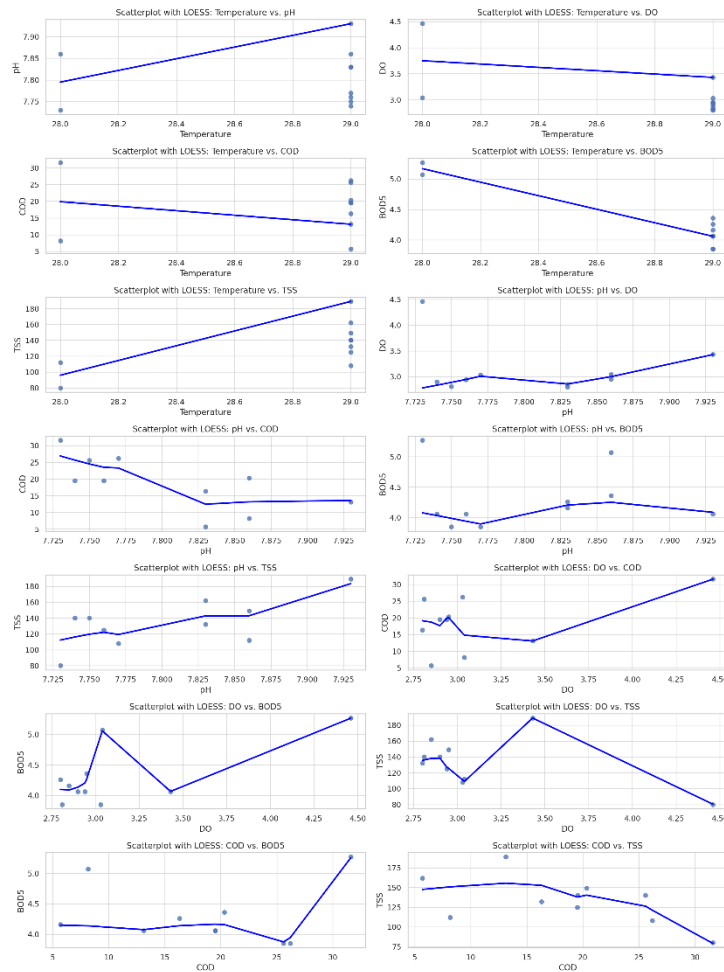 Scatterplot with LOESS: Temperature vs. pH
pH
7.90
7.85
7.80
7.75
28.0 28.2 28.4 28.6 28.8 29.0
Temperature
Scatterplot with LOESS: Temperature vs. DO
DO
4.5
4.0
3.5
3.0
28.0 28.2 28.4 28.6 28.8 29.0
Temperature
Scatterplot with LOESS: Temperature vs. COD
COD
30
25
20
15
10
5
28.0 28.2 28.4 28.6 28.8 29.0
Temperature
Scatterplot with LOESS: Temperature vs. BOD5
BOD5
5.0
4.5
4.0
28.0 28.2 28.4 28.6 28.8 29.0
Temperature
Scatterplot with LOESS: Temperature vs. TSS
TSS
180
160
140
120
100
80
28.0 28.2 28.4 28.6 28.8 29.0
Temperature
Scatterplot with LOESS: pH vs. DO
DO
4.5
4.0
3.5
3.0
7.725 7.750 7.775 7.800 7.825 7.850 7.875 7.900 7.925
pH
Scatterplot with LOESS: pH vs. COD
COD
30
25
20
15
10
5
7.725 7.750 7.775 7.800 7.825 7.850 7.875 7.900 7.925
pH
Scatterplot with LOESS: pH vs. BOD5
BOD5
5.0
4.5
4.0
7.725 7.750 7.775 7.800 7.825 7.850 7.875 7.900 7.925
pH
Scatterplot with LOESS: pH vs. TSS
TSS
180
160
140
120
100
80
7.725 7.750 7.775 7.800 7.825 7.850 7.875 7.900 7.925
pH
Scatterplot with LOESS: DO vs. COD
COD
30
25
20
15
10
5
2.75 3.00 3.25 3.50 3.75 4.00 4.25 4.50
DO
Scatterplot with LOESS: DO vs. BOD5
BOD5
5.0
4.5
4.0
2.75 3.00 3.25 3.50 3.75 4.00 4.25 4.50
DO
Scatterplot with LOESS: DO vs. TSS
TSS
180
160
140
120
100
80
2.75 3.00 3.25 3.50 3.75 4.00 4.25 4.50
DO
Scatterplot with LOESS: COD vs. BOD5
BOD5
5.0
4.5
4.0
5 10 15 20 25 30
COD
Scatterplot with LOESS: COD vs. TSS
TSS
175
150
125
100
75
5 10 15 20 25 30
COD